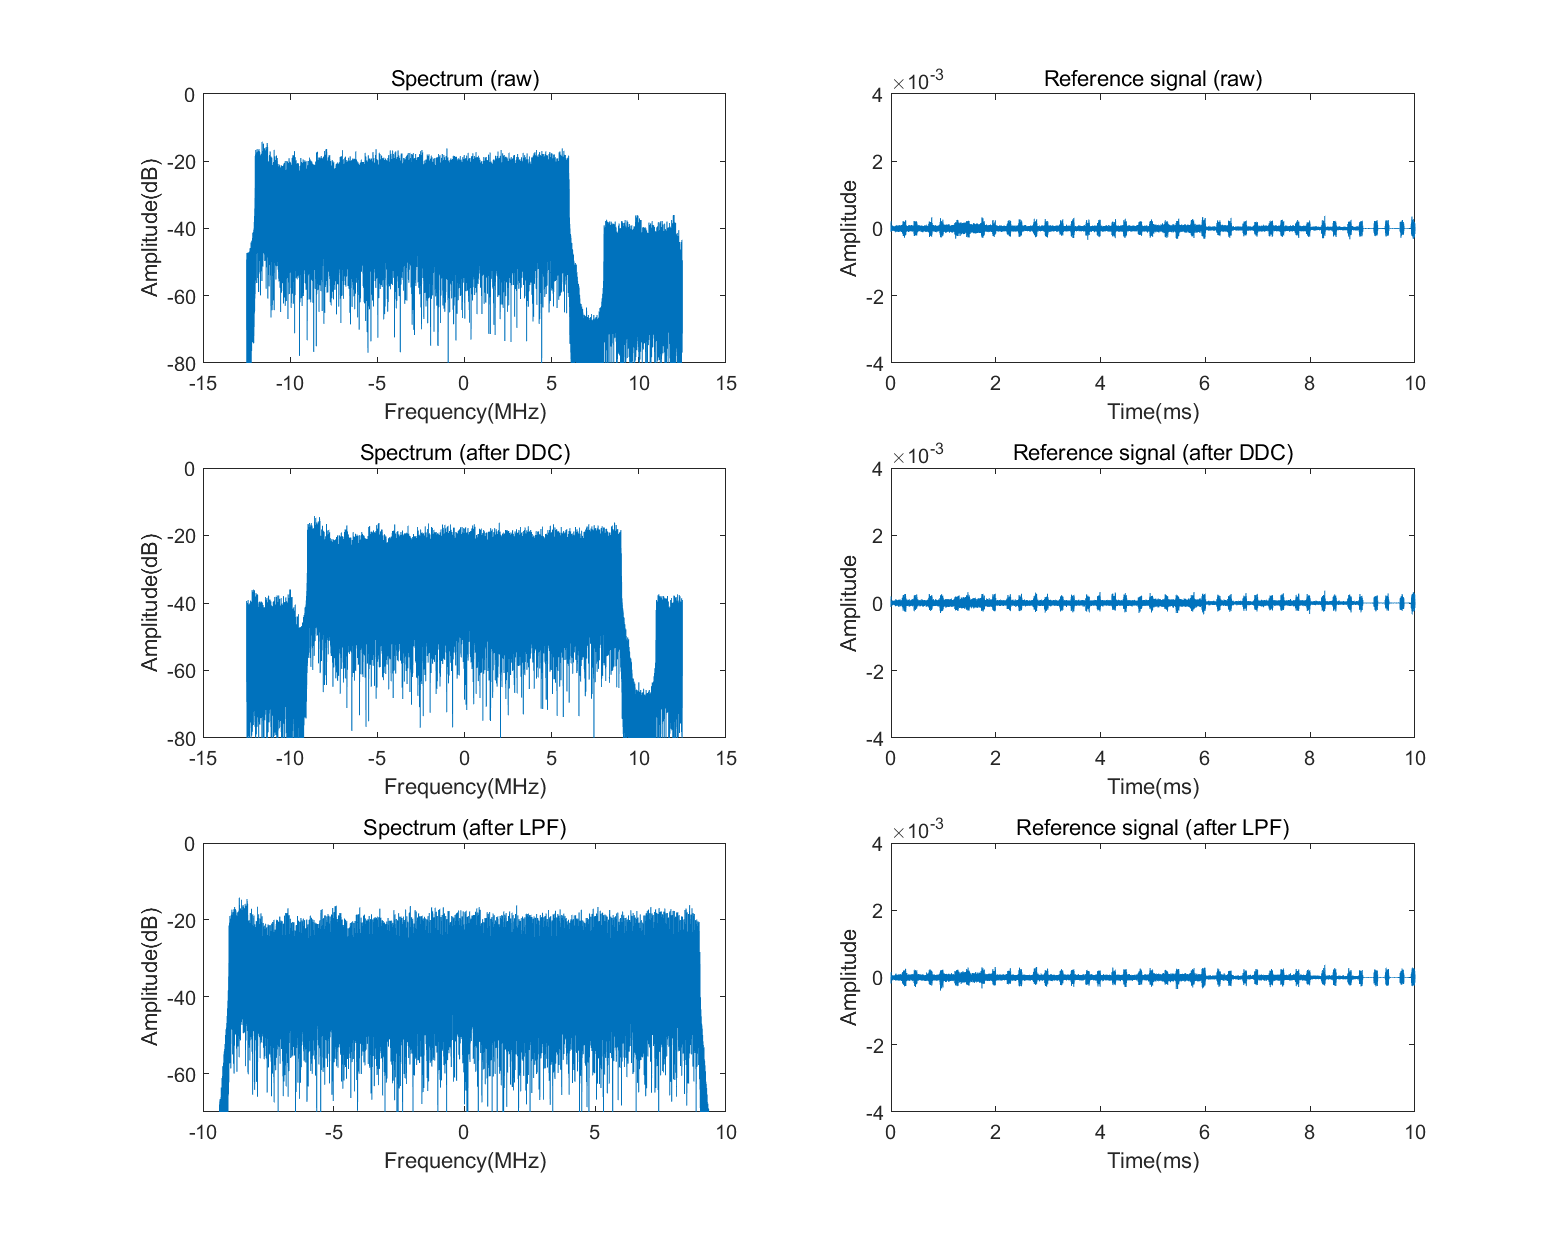 Spectrum (raw)
0
-20
-40
-60
-80
Amplitude(dB)
-15 -10 -5 0 5 10 15
Frequency(MHz)
Reference signal (raw)
×10-3
4
2
0
-2
-4
Amplitude
0 2 4 6 8 10
Time(ms)
Spectrum (after DDC)
0
-20
-40
-60
-80
Amplitude(dB)
-15 -10 -5 0 5 10 15
Frequency(MHz)
Reference signal (after DDC)
×10-3
4
2
0
-2
-4
Amplitude
0 2 4 6 8 10
Time(ms)
Spectrum (after LPF)
0
-20
-40
-60
Amplitude(dB)
-10 -5 0 5 10
Frequency(MHz)
Reference signal (after LPF)
×10-3
4
2
0
-2
-4
Amplitude
0 2 4 6 8 10
Time(ms)